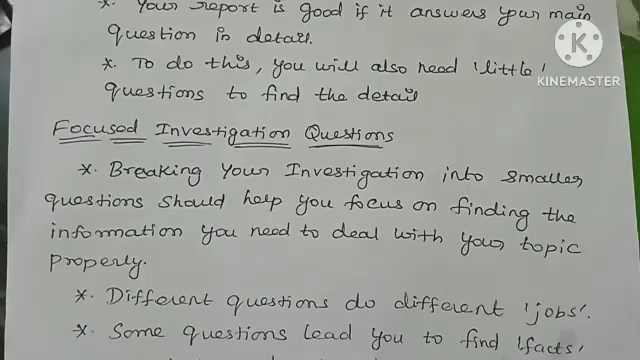 *. Your report is good if it answers your main
question in detail.
*. To do this, you will also need 'little'
questions to find the detail
Focused Investigation Questions
*. Breaking Your Investigation into smaller
questions should help you focus on finding the
information you need to deal with your topic
properly.
*. Different questions do different 'jobs'.
*. Some questions lead you to find 'facts,
KINEMASTER